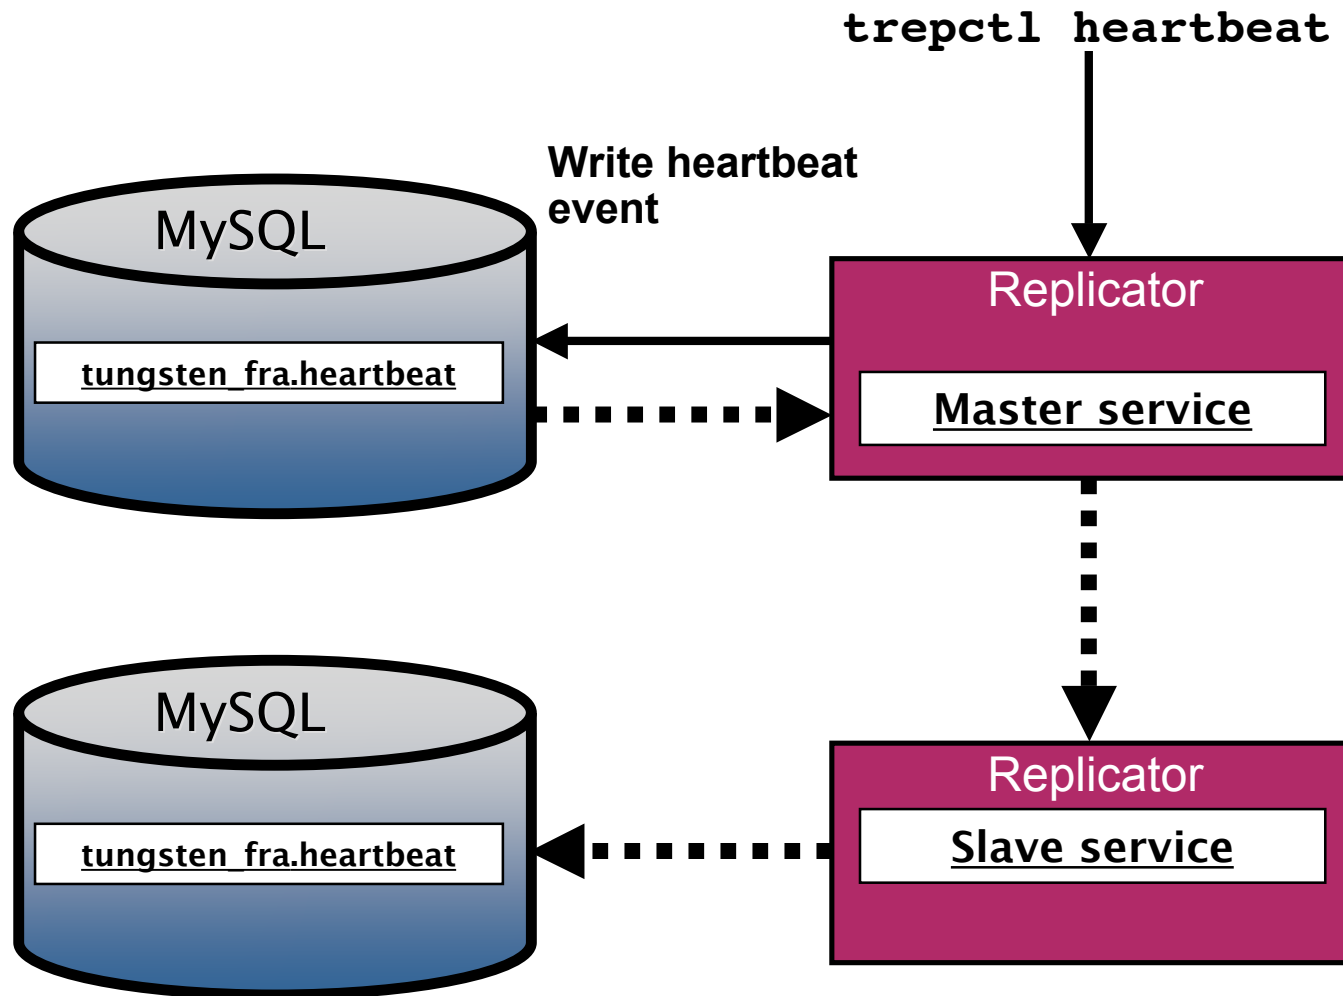 trepctl heartbeat
Write heartbeat
event
MySQL
Replicator
tungsten_fra.heartbeat
Master service
MySQL
Replicator
tungsten_fra.heartbeat
Slave service